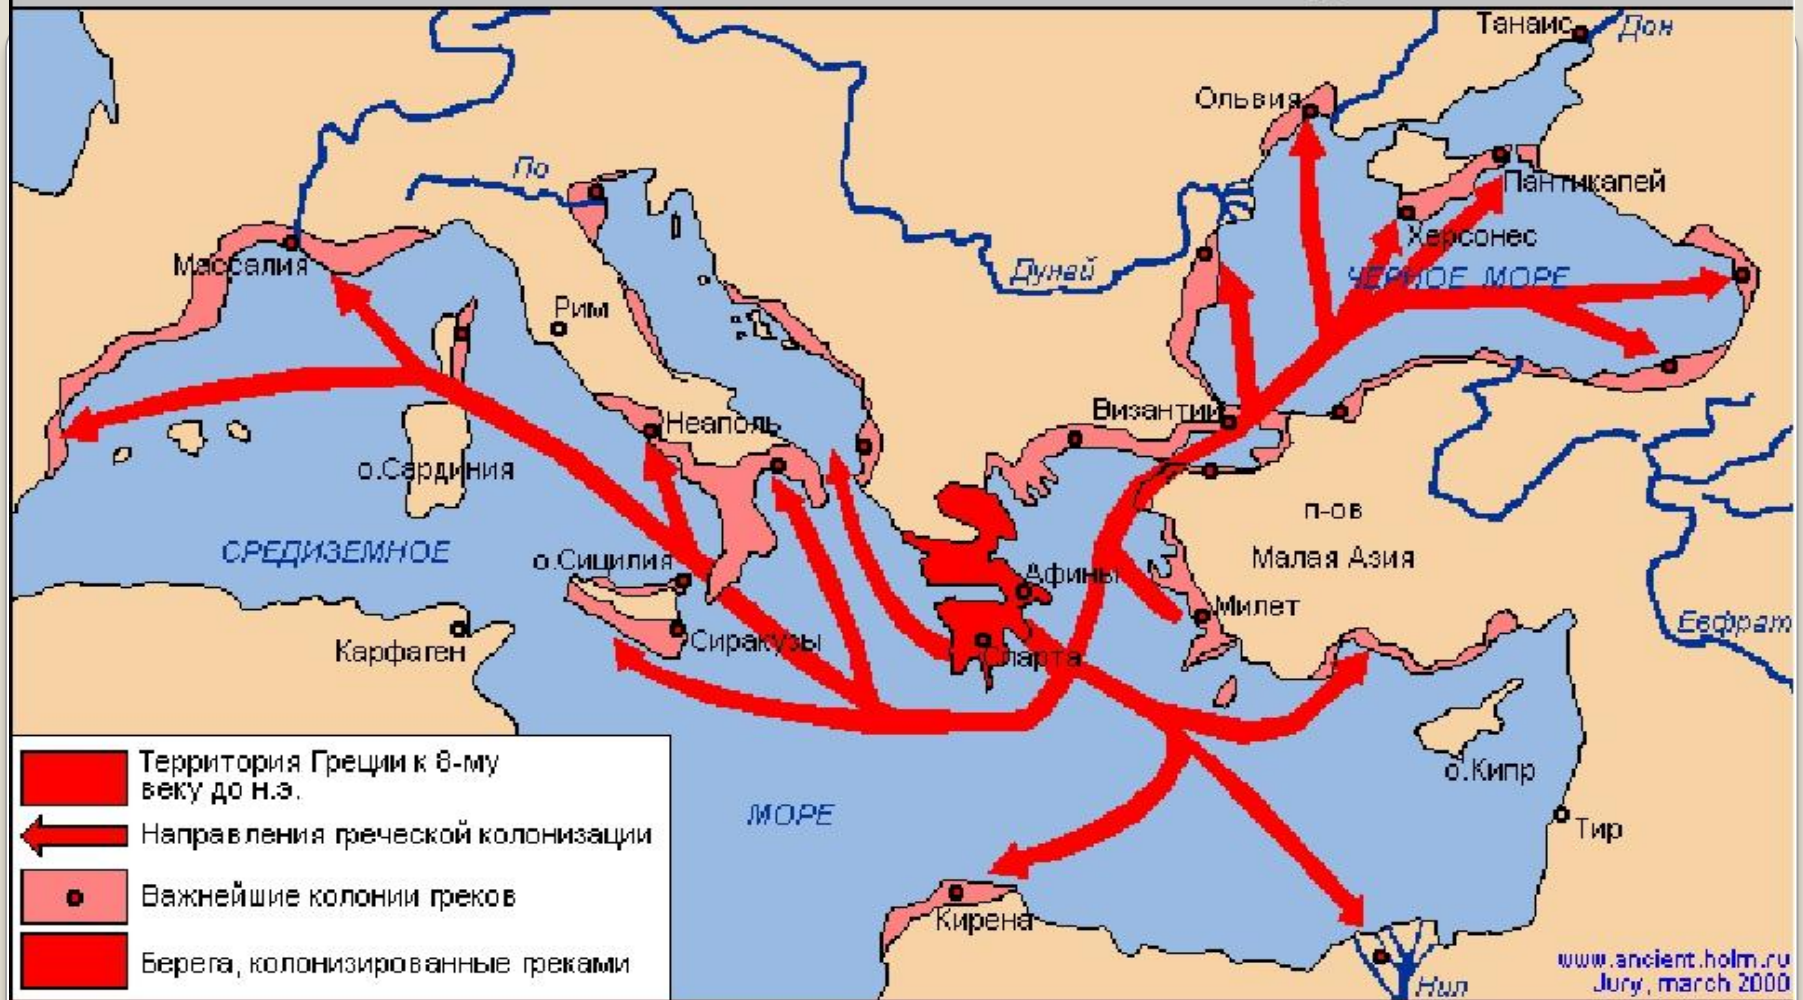 Танаис
Дон
Ольвия
По
Пантикапей
Херсонес
Массалия
Дунай
ЧЕРНОЕ МОРЕ
Рим
Византий
Неаполь
о.Сардиния
п-ов
Малая Азия
СРЕДИЗЕМНОЕ
о.Сицилия
Афины
Милет
Евфрат
Карфаген
Сиракузы
Спарта
о.Кипр
МОРЕ
Тир
Кирена
Нил
Территория Греции к 8-му
веку до н.э.
Направления греческой колонизации
Важнейшие колонии греков
Берега, колонизированные греками
www.ancient.holm.ru
Jury, march 2000